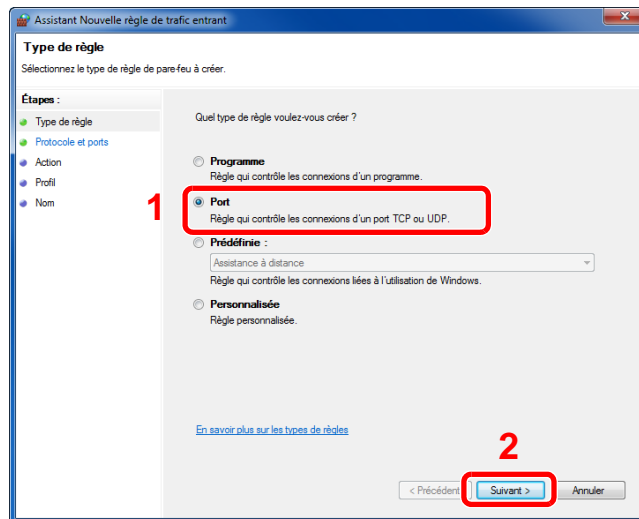 Assistant Nouvelle règle de trafic entrant
Type de règle
Sélectionnez le type de règle de pare-feu à créer.
Étapes :
Type de règle
Protocole et ports
Action
Profil
Nom
Quel type de règle voulez-vous créer ?
Programme
Règle qui contrôle les connexions d'un programme.
1
Port
Règle qui contrôle les connexions d'un port TCP ou UDP.
Prédéfinie :
Assistance à distance
Règle qui contrôle les connexions liées à l'utilisation de Windows.
Personnalisée
Règle personnalisée.
En savoir plus sur les types de règles
2
< Précédent
Suivant >
Annuler